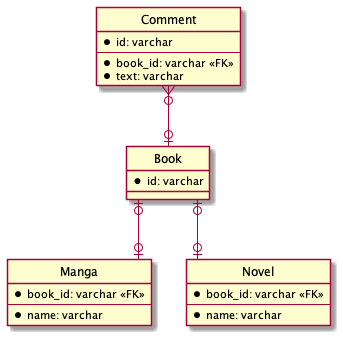 Comment
id: varchar
book_id: varchar «FK»
text: varchar
Book
id: varchar
Manga
book_id: varchar «FK»
name: varchar
Novel
book_id: varchar «FK»
name: varchar